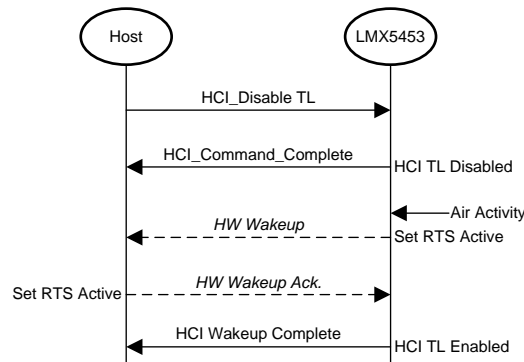 Host
LMX5453
HCI_Disable TL
HCI_Command_Complete
HCI TL Disabled
Air Activity
HW Wakeup
Set RTS Active
Set RTS Active
HW Wakeup Ack.
HCI Wakeup Complete
HCI TL Enabled